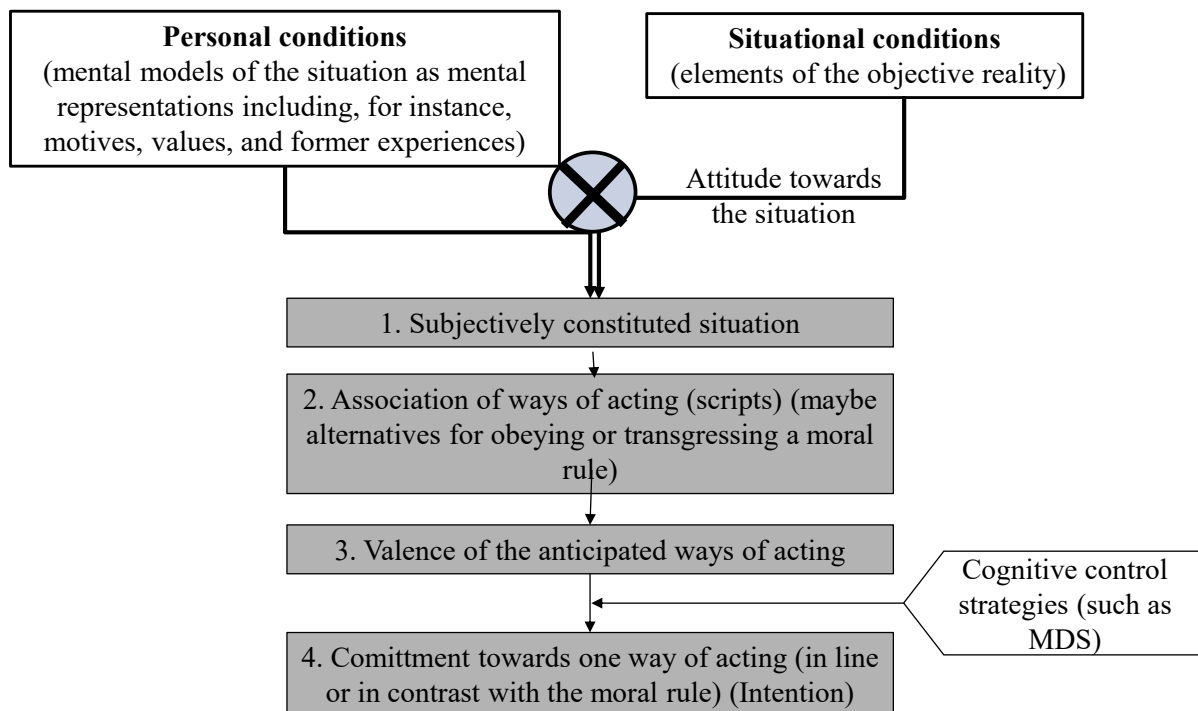 Personal conditions
(mental models of the situation as mental
representations including, for instance,
motives, values, and former experiences)
Situational conditions
(elements of the objective reality)
Attitude towards
the situation
1. Subjectively constituted situation
2. Association of ways of acting (scripts) (maybe
alternatives for obeying or transgressing a moral
rule)
3. Valence of the anticipated ways of acting
Cognitive control
strategies (such as
MDS)
4. Comittment towards one way of acting (in line
or in contrast with the moral rule) (Intention)